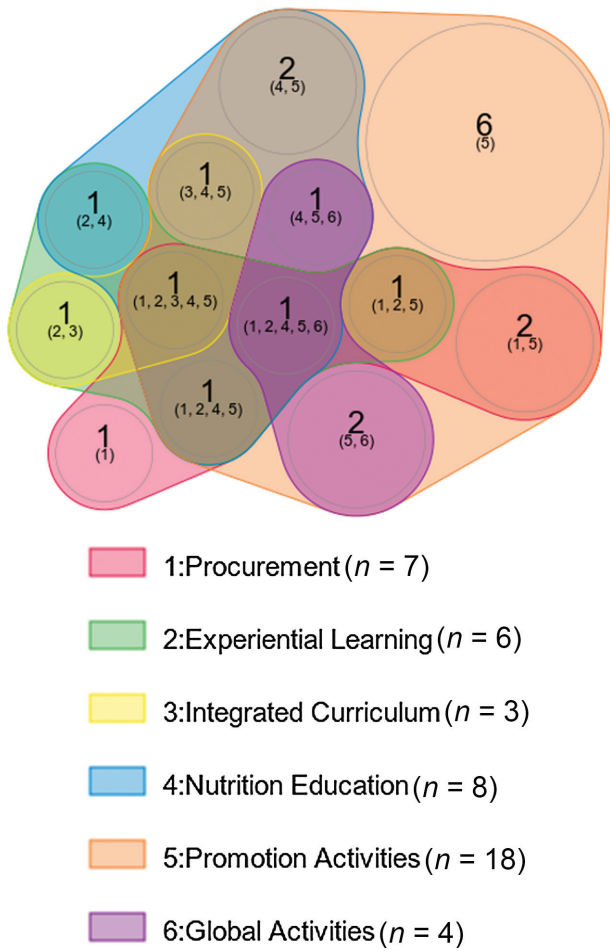 2
(4, 5)
6
(5)
1
(3, 4, 5)
1
(2, 4)
1
(4, 5, 6)
1
(1, 2, 3, 4, 5)
1
(1, 2, 5)
1
(2, 3)
1
(1, 2, 4, 5, 6)
2
(1, 5)
1
(1, 2, 4, 5)
2
(5, 6)
1
(1)
1:Procurement (n = 7)
2:Experiential Learning (n = 6)
3:Integrated Curriculum (n = 3)
4:Nutrition Education (n = 8)
5:Promotion Activities (n = 18)
6:Global Activities (n = 4)